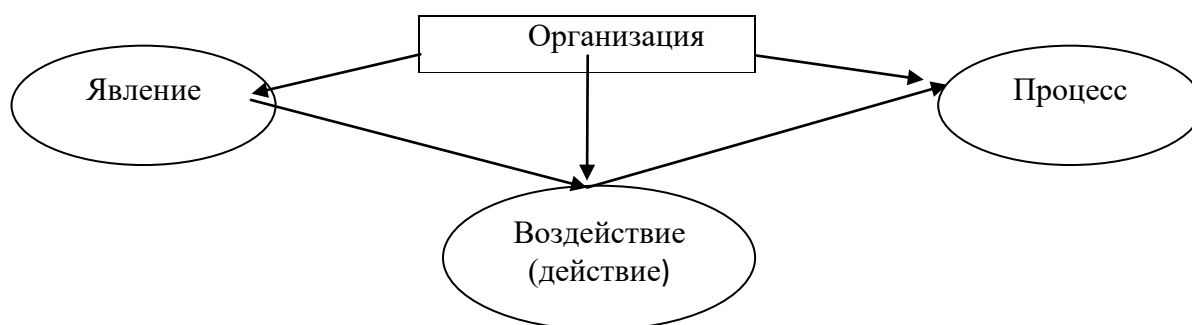 Организация
Явление
Процесс
Воздействие
(действие)